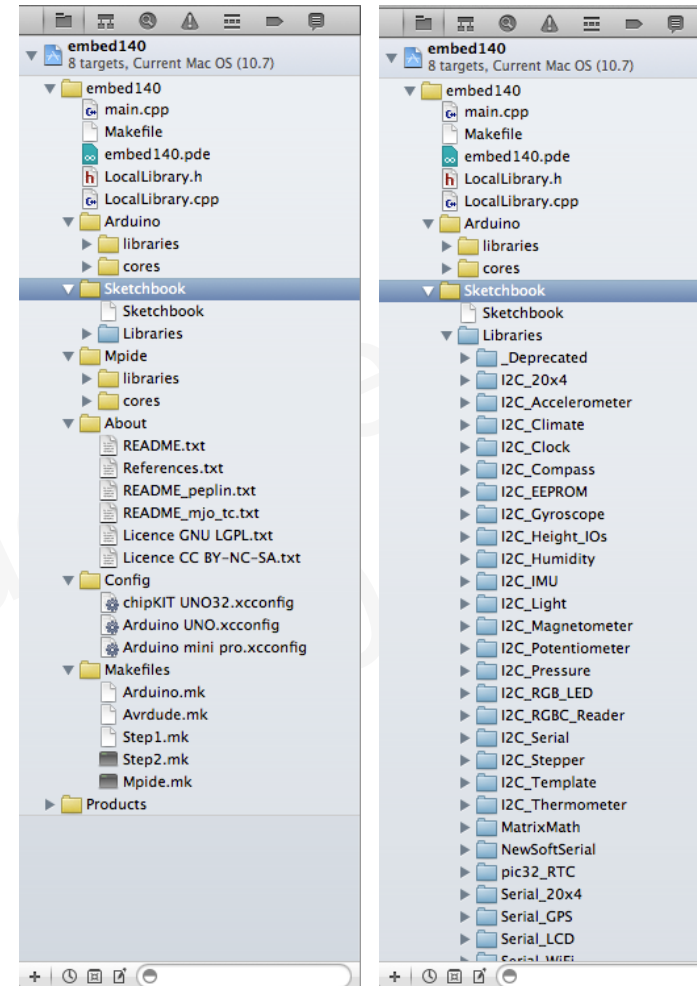 embed140
8 targets, Current Mac OS (10.7)
embed140
main.cpp
Makefile
embed140.pde
LocalLibrary.h
LocalLibrary.cpp
Arduino
libraries
cores
Sketchbook
Sketchbook
Libraries
Mpide
libraries
cores
About
README.txt
References.txt
README_peplin.txt
README_mjo_tc.txt
Licence GNU LGPL.txt
Licence CC BY-NC-SA.txt
Config
chipKIT UNO32.xcconfig
Arduino UNO.xcconfig
Arduino mini pro.xcconfig
Makefiles
Arduino.mk
Avrdude.mk
Step1.mk
Step2.mk
Mpide.mk
Products
embed140
8 targets, Current Mac OS (10.7)
embed140
main.cpp
Makefile
embed140.pde
LocalLibrary.h
LocalLibrary.cpp
Arduino
libraries
cores
Sketchbook
Sketchbook
Libraries
_Deprecated
I2C_20x4
I2C_Accelerometer
I2C_Climate
I2C_Clock
I2C_Compass
I2C_EEPROM
I2C_Gyroscope
I2C_Height_IOs
I2C_Humidity
I2C_IMU
I2C_Light
I2C_Magnetometer
I2C_Potentiometer
I2C_Pressure
I2C_RGB_LED
I2C_RGBC_Reader
I2C_Serial
I2C_Stepper
I2C_Template
I2C_Thermometer
MatrixMath
NewSoftSerial
pic32_RTC
Serial_20x4
Serial_GPS
Serial_LCD
Serial_WiFi